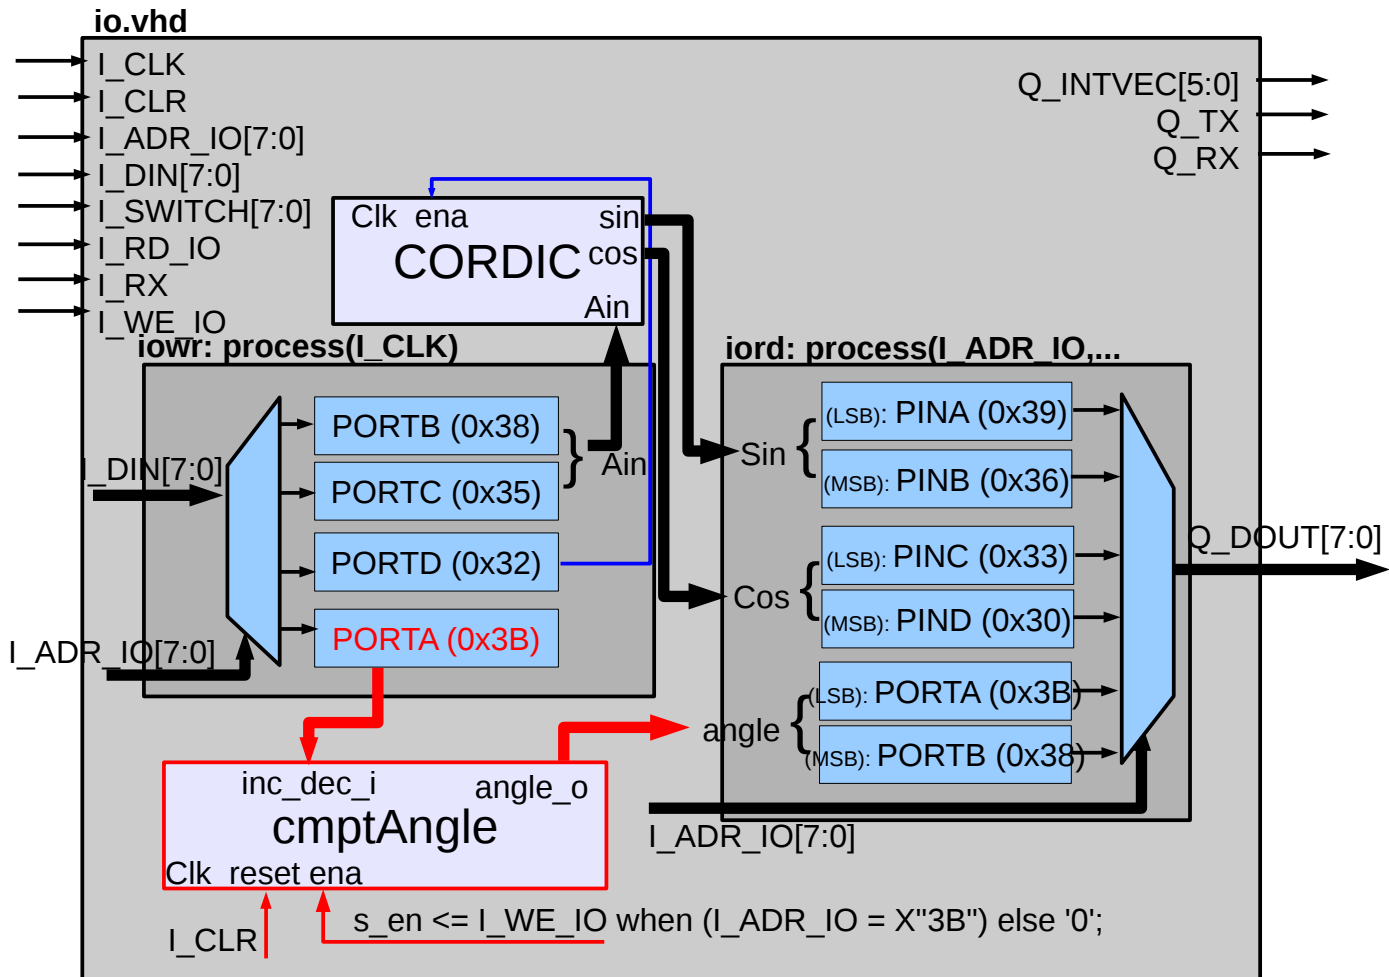 io.vhd
I_CLK
I_CLR
I_ADR_IO[7:0]
I_DIN[7:0]
I_SWITCH[7:0]
I_RD_IO
I_RX
I_WE_IO
Q_INTVEC[5:0]
Q_TX
Q_RX
Clk ena
sin
CORDIC
cos
Ain
iowr: process(I_CLK)
I_DIN[7:0]
PORTB (0x38)
PORTC (0x35)
PORTD (0x32)
PORTA (0x3B)
}
Ain
I_ADR_IO[7:0]
iord: process(I_ADR_IO,...
Sin {
(LSB): PINA (0x39)
(MSB): PINB (0x36)
Cos {
(LSB): PINC (0x33)
(MSB): PIND (0x30)
angle {
(LSB): PORTA (0x3B)
(MSB): PORTB (0x38)
Q_DOUT[7:0]
I_ADR_IO[7:0]
inc_dec_i
angle_o
cmptAngle
Clk reset ena
I_CLR
s_en <= I_WE_IO when (I_ADR_IO = X"3B") else '0';